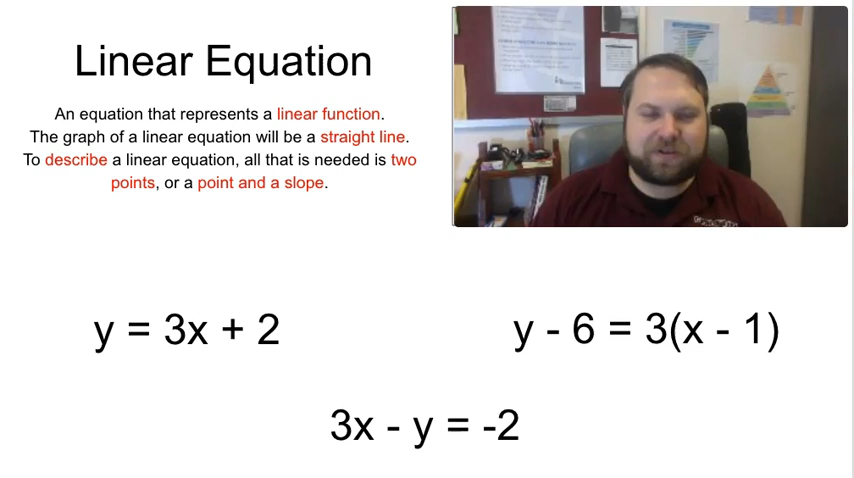 Linear Equation
An equation that represents a linear function.
The graph of a linear equation will be a straight line.
To describe a linear equation, all that is needed is two
points, or a point and a slope.
y = 3x + 2
y - 6 = 3(x - 1)
3x - y = -2